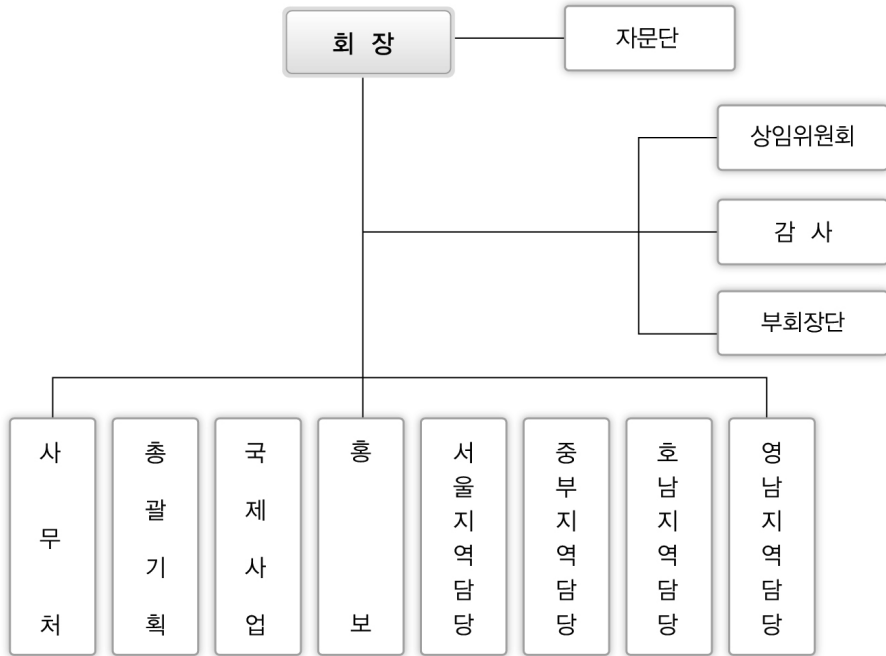 회 장
자문단
상임위원회
감 사
부회장단
사무처
총괄기획
국제사업
홍보
서울지역담당
중부지역담당
호남지역담당
영남지역담당